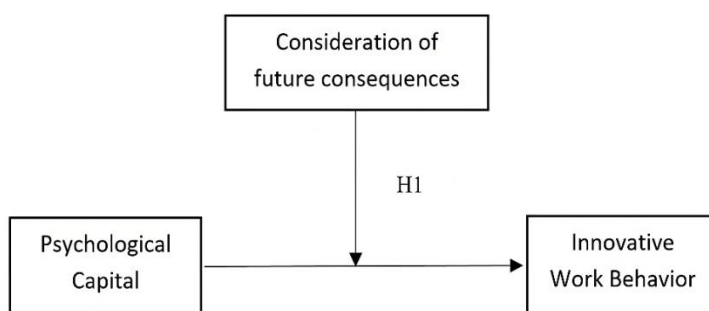 Consideration of
future consequences
H1
Psychological
Capital
Innovative
Work Behavior